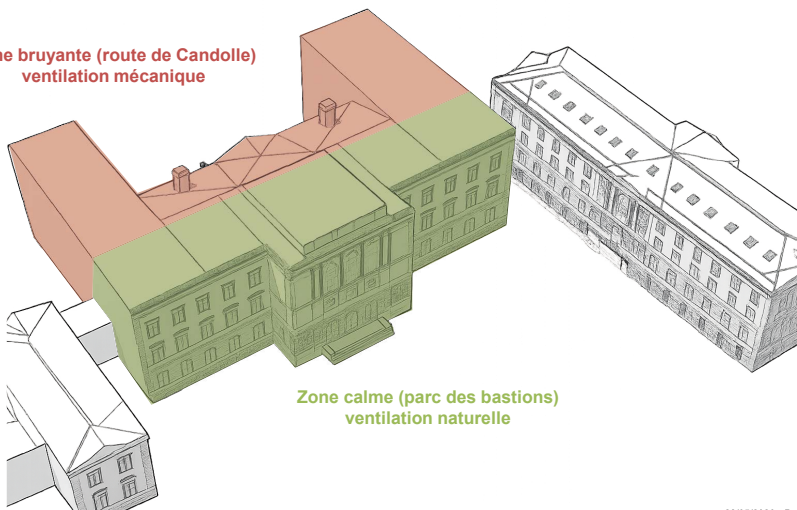 ne bruyante (route de Candolle)
ventilation mécanique
Zone calme (parc des bastions)
ventilation naturelle